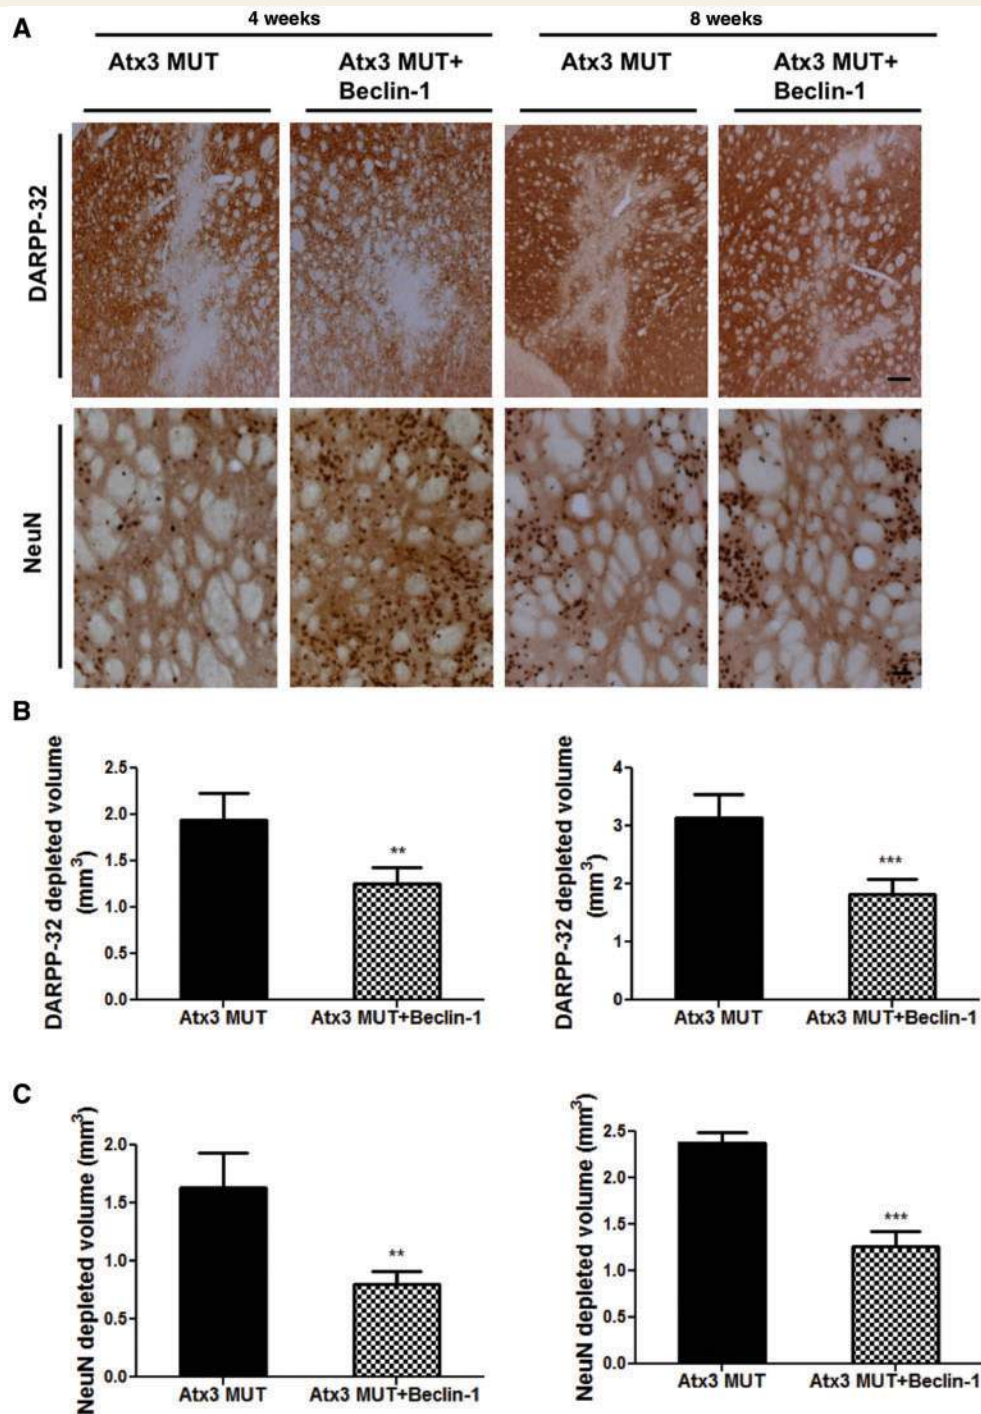 A
4 weeks
8 weeks
Atx3 MUT
Atx3 MUT+
Beclin-1
Atx3 MUT
Atx3 MUT+
Beclin-1
DARPP-32
NeuN
B
DARPP-32 depleted volume
(mm³)
2.5
2.0
1.5
1.0
0.5
0.0
**
Atx3 MUT
Atx3 MUT+Beclin-1
DARPP-32 depleted volume
(mm³)
4
3
2
1
0
***
Atx3 MUT
Atx3 MUT+Beclin-1
C
NeuN depleted volume (mm³)
2.0
1.5
1.0
0.5
0.0
**
Atx3 MUT
Atx3 MUT+Beclin-1
NeuN depleted volume (mm³)
2.5
2.0
1.5
1.0
0.5
0.0
***
Atx3 MUT
Atx3 MUT+Beclin-1